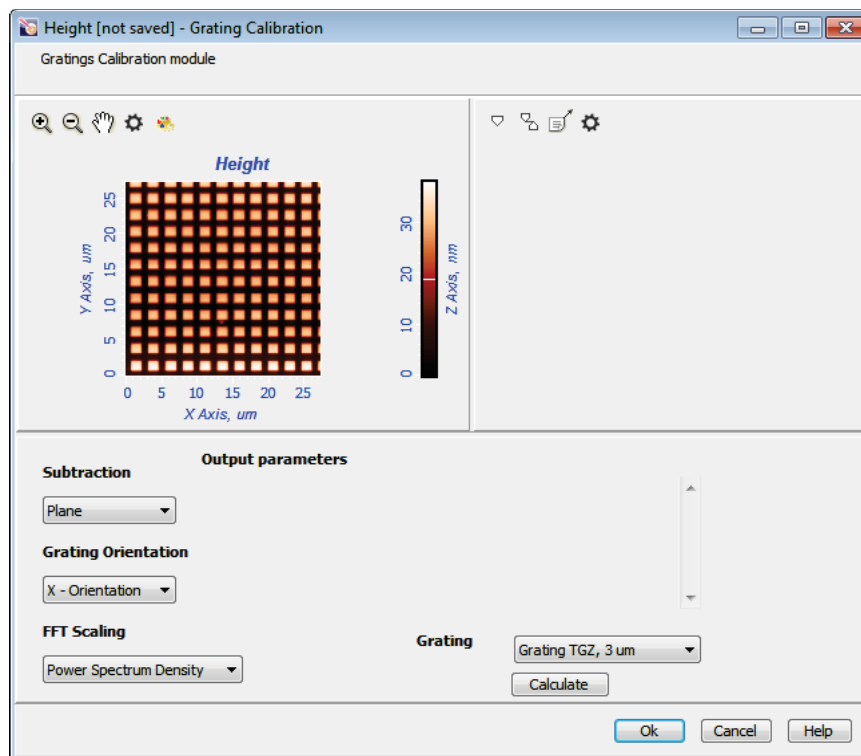 Height [not saved] - Grating Calibration
Gratings Calibration module
Height
Y Axis, um
25
20
15
10
5
0
0 5 10 15 20 25
X Axis, um
30
20
10
0
Z Axis, nm
Output parameters
Subtraction
Plane
Grating Orientation
X - Orientation
FFT Scaling
Power Spectrum Density
Grating
Grating TGZ, 3 um
Calculate
Ok Cancel Help